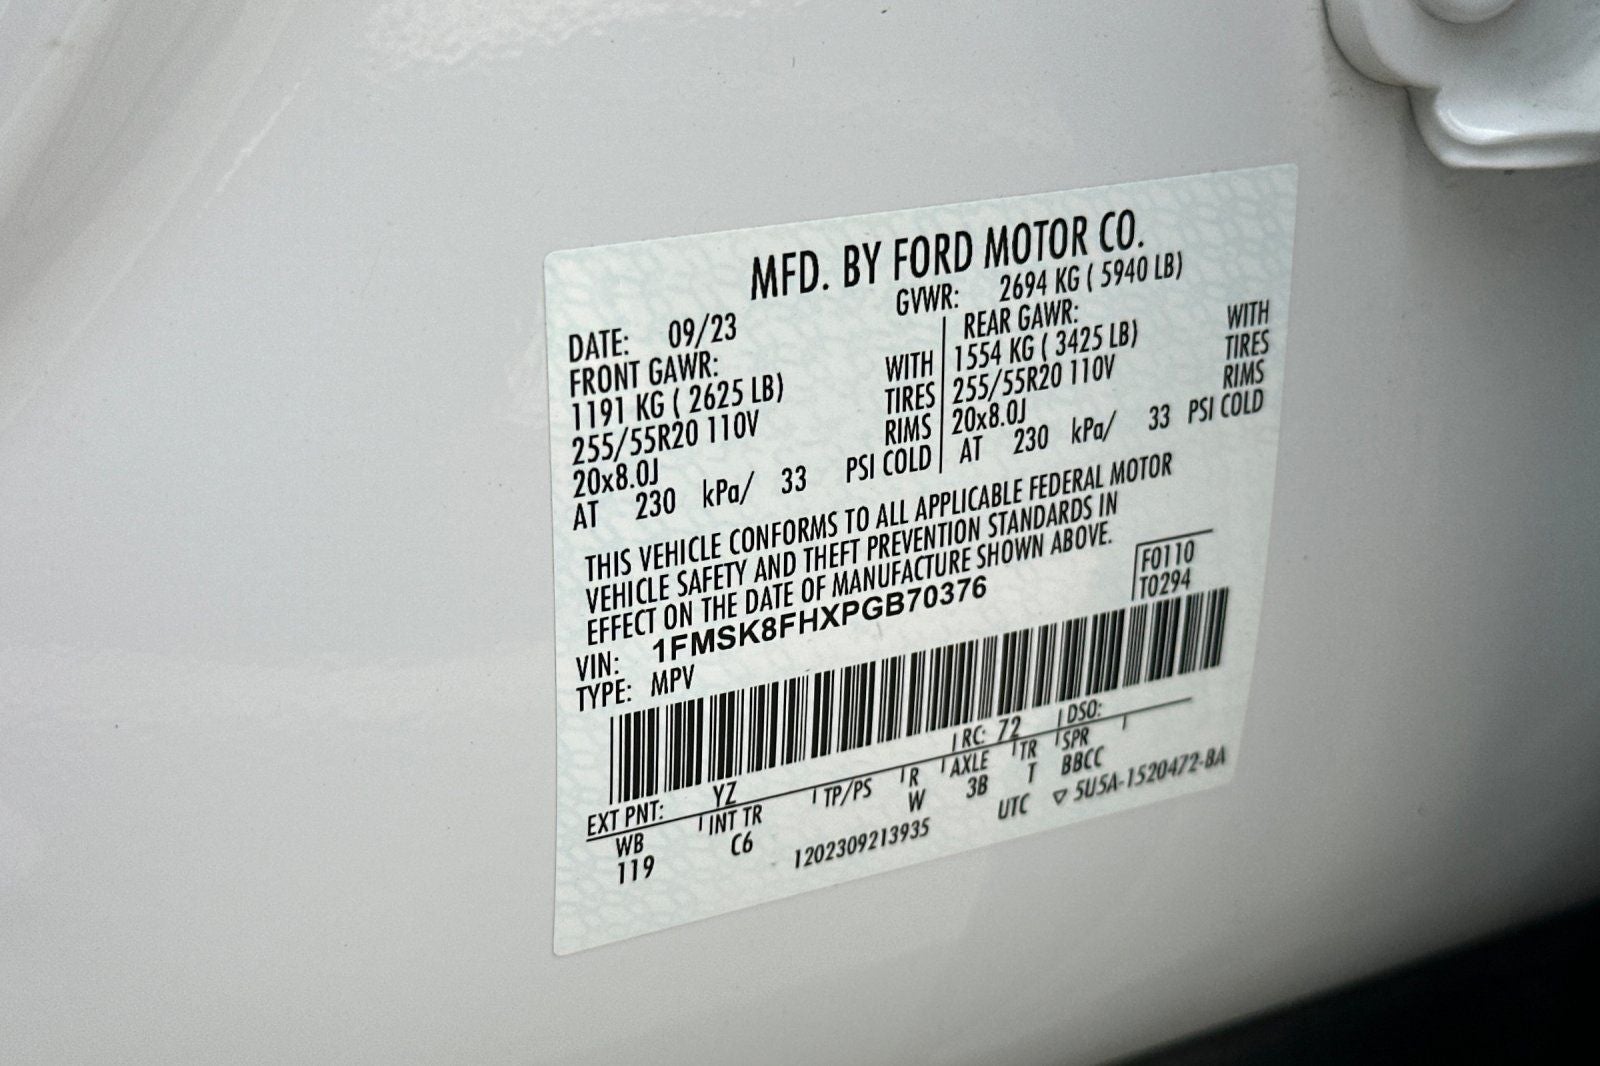 MFD. BY FORD MOTOR CO.
DATE: 09/23 GVWR: 2694 KG ( 5940 LB)
FRONT GAWR: REAR GAWR:
1191 KG ( 2625 LB) WITH 1554 KG ( 3425 LB) WITH
255/55R20 110V TIRES 255/55R20 110V TIRES
20x8.0J RIMS 20x8.0J RIMS
AT 230 kPa/ 33 PSI COLD AT 230 kPa/ 33 PSI COLD
THIS VEHICLE CONFORMS TO ALL APPLICABLE FEDERAL MOTOR
VEHICLE SAFETY AND THEFT PREVENTION STANDARDS IN
EFFECT ON THE DATE OF MANUFACTURE SHOWN ABOVE.
F0110
T0294
VIN: 1FMSK8FHXPGB70376
TYPE: MPV
EXT PNT: YZ RC: 72 DSO:
WB INT TR TP/PS R AXLE TR SPR
119 C6 W 3B T BBCC
1202309213935 UTC ▽ 5U5A-1520472-BA